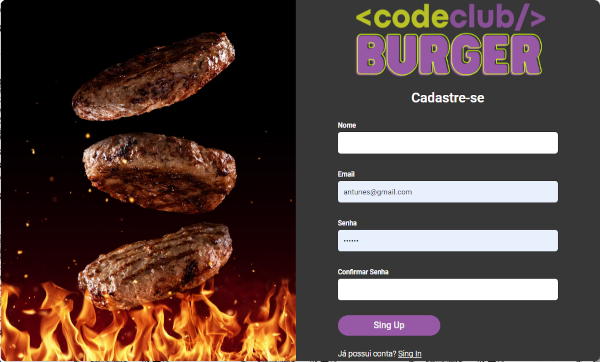 <codeclub/>
BURGER
Cadastre-se
Nome
Email
antunes@gmail.com
Senha
••••••
Confirmar Senha
Sing Up
Já possui conta? Sing In